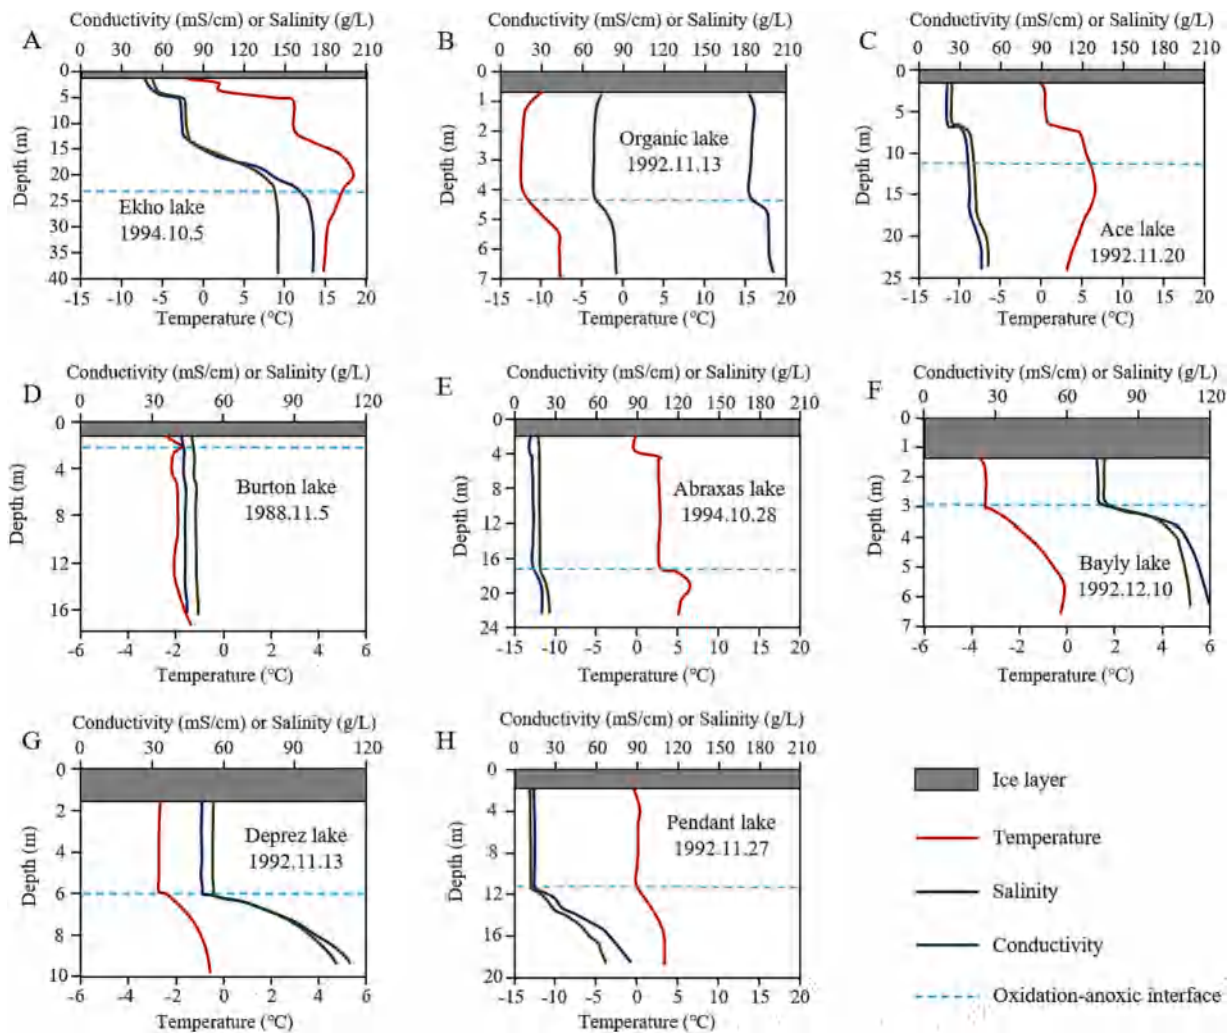 Conductivity (mS/cm) or Salinity (g/L)
A
0 30 60 90 120 150 180 210
Depth (m)
0
5
10
15
20
25
30
35
40
Ekho lake
1994.10.5
-15 -10 -5 0 5 10 15 20
Temperature (°C)
Conductivity (mS/cm) or Salinity (g/L)
B
0 30 60 90 120 150 180 210
Depth (m)
0
1
2
3
4
5
6
7
Organic lake
1992.11.13
-15 -10 -5 0 5 10 15 20
Temperature (°C)
Conductivity (mS/cm) or Salinity (g/L)
C
0 30 60 90 120 150 180 210
Depth (m)
0
5
10
15
20
25
Ace lake
1992.11.20
-15 -10 -5 0 5 10 15 20
Temperature (°C)
Conductivity (mS/cm) or Salinity (g/L)
D
0 30 60 90 120
Depth (m)
0
4
8
12
16
Burton lake
1988.11.5
-6 -4 -2 0 2 4 6
Temperature (°C)
Conductivity (mS/cm) or Salinity (g/L)
E
0 30 60 90 120 150 180 210
Depth (m)
0
4
8
12
16
20
24
Abraxas lake
1994.10.28
-15 -10 -5 0 5 10 15 20
Temperature (°C)
Conductivity (mS/cm) or Salinity (g/L)
F
0 20 40 60 80 100 120
Depth (m)
0
1
2
3
4
5
6
7
Bayly lake
1992.12.10
-6 -4 -2 0 2 4 6
Temperature (°C)
Conductivity (mS/cm) or Salinity (g/L)
G
0 30 60 90 120
Depth (m)
0
2
4
6
8
10
Deprez lake
1992.11.13
-6 -4 -2 0 2 4 6
Temperature (°C)
Conductivity (mS/cm) or Salinity (g/L)
H
0 30 60 90 120 150 180 210
Depth (m)
0
4
8
12
16
20
Pendant lake
1992.11.27
-15 -10 -5 0 5 10 15 20
Temperature (°C)
Ice layer
Temperature
Salinity
Conductivity
Oxidation-anoxic interface